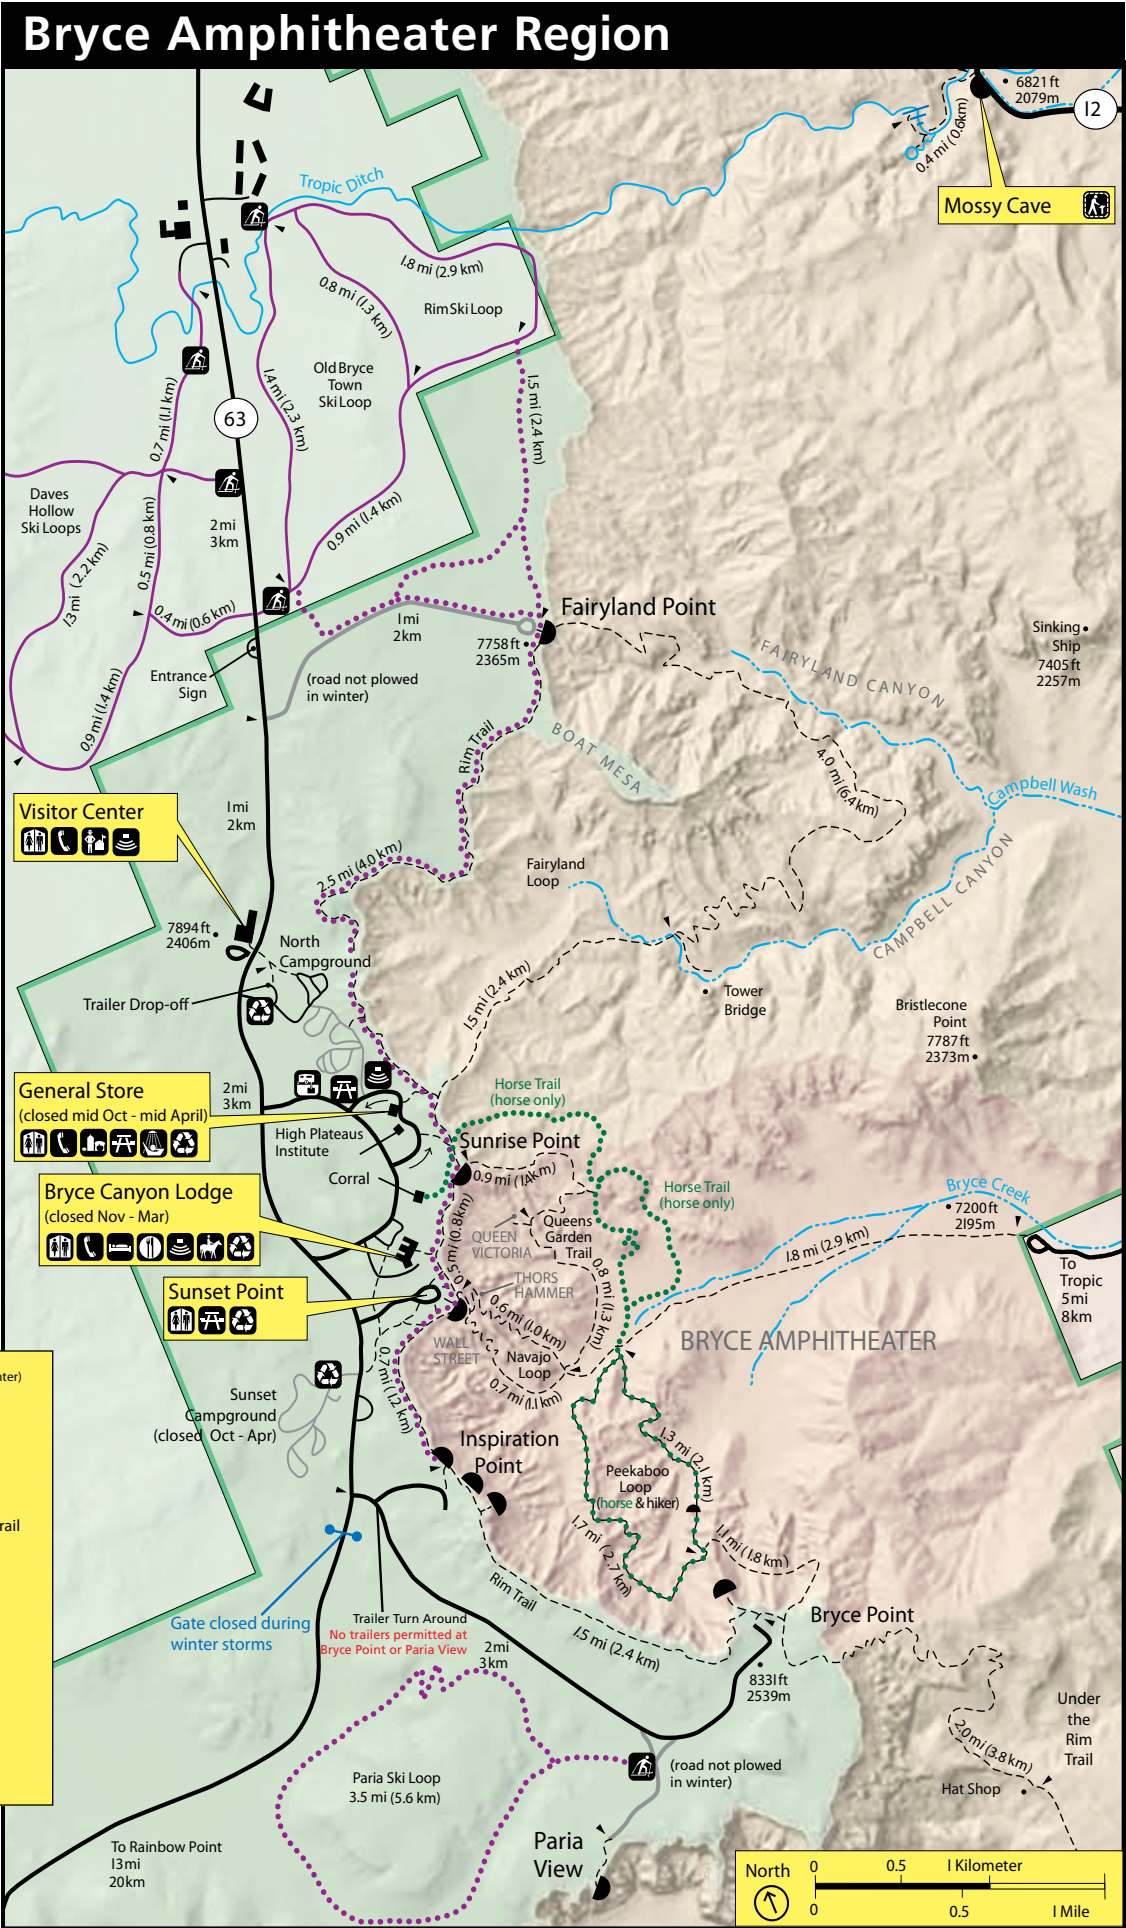 Bryce Amphitheater Region
6821 ft
2079m
12
0.4 mi (0.6km)
Mossy Cave
Tropic Ditch
1.8 mi (2.9 km)
0.8 mi (1.3 km)
Rim Ski Loop
Old Bryce
Town
Ski Loop
1.4 mi (2.3 km)
1.5 mi (2.4 km)
0.7 mi (1.1 km)
63
Daves
Hollow
Ski Loops
2 mi
3 km
0.9 mi (1.4 km)
0.5 mi (0.8 km)
1.3 mi (2.2 km)
0.4 mi (0.6 km)
1 mi
2 km
Fairyland Point
7758 ft
2365m
Sinking
Ship
7405 ft
2257m
Entrance
Sign
(road not plowed
in winter)
FAIRYLAND CANYON
0.9 mi (1.4 km)
Rim Trail
BOAT MESA
4.0 mi (6.4 km)
Campbell Wash
Visitor Center
1 mi
2 km
2.5 mi (4.0 km)
Fairyland
Loop
CAMPBELL CANYON
7894 ft
2406m
North
Campground
Trailer Drop-off
1.5 mi (2.4 km)
Tower
Bridge
Bristlecone
Point
7787 ft
2373m
General Store
(closed mid Oct - mid April)
2 mi
3 km
Horse Trail
(horse only)
High Plateaus
Institute
Sunrise Point
Corral
0.9 mi (1.4km)
Horse Trail
(horse only)
Bryce Canyon Lodge
(closed Nov - Mar)
Bryce Creek
7200 ft
2195m
0.5 mi (0.8km)
QUEEN
VICTORIA
Queens
Garden
Trail
1.8 mi (2.9 km)
To
Tropic
5 mi
8 km
Sunset Point
THORS
HAMMER
0.8 mi (1.3 km)
0.6 mi (1.0 km)
WALL
STREET
Navajo
Loop
BRYCE AMPHITHEATER
0.7 mi (1.1 km)
0.7 mi (1.2 km)
ter)
Sunset
Campground
(closed Oct - Apr)
Inspiration
Point
1.3 mi (2.1 km)
Peekaboo
Loop
(horse & hiker)
rail
1.7 mi (2.7 km)
1.1 mi (1.8 km)
Rim Trail
Gate closed during
winter storms
Trailer Turn Around
No trailers permitted at
Bryce Point or Paria View
Bryce Point
1.5 mi (2.4 km)
2 mi
3 km
8331 ft
2539m
Under
the
Rim
Trail
2.0 mi (3.8 km)
Hat Shop
Paria Ski Loop
3.5 mi (5.6 km)
(road not plowed
in winter)
To Rainbow Point
13 mi
20 km
Paria
View
North
0 0.5 1 Kilometer
0 0.5 1 Mile